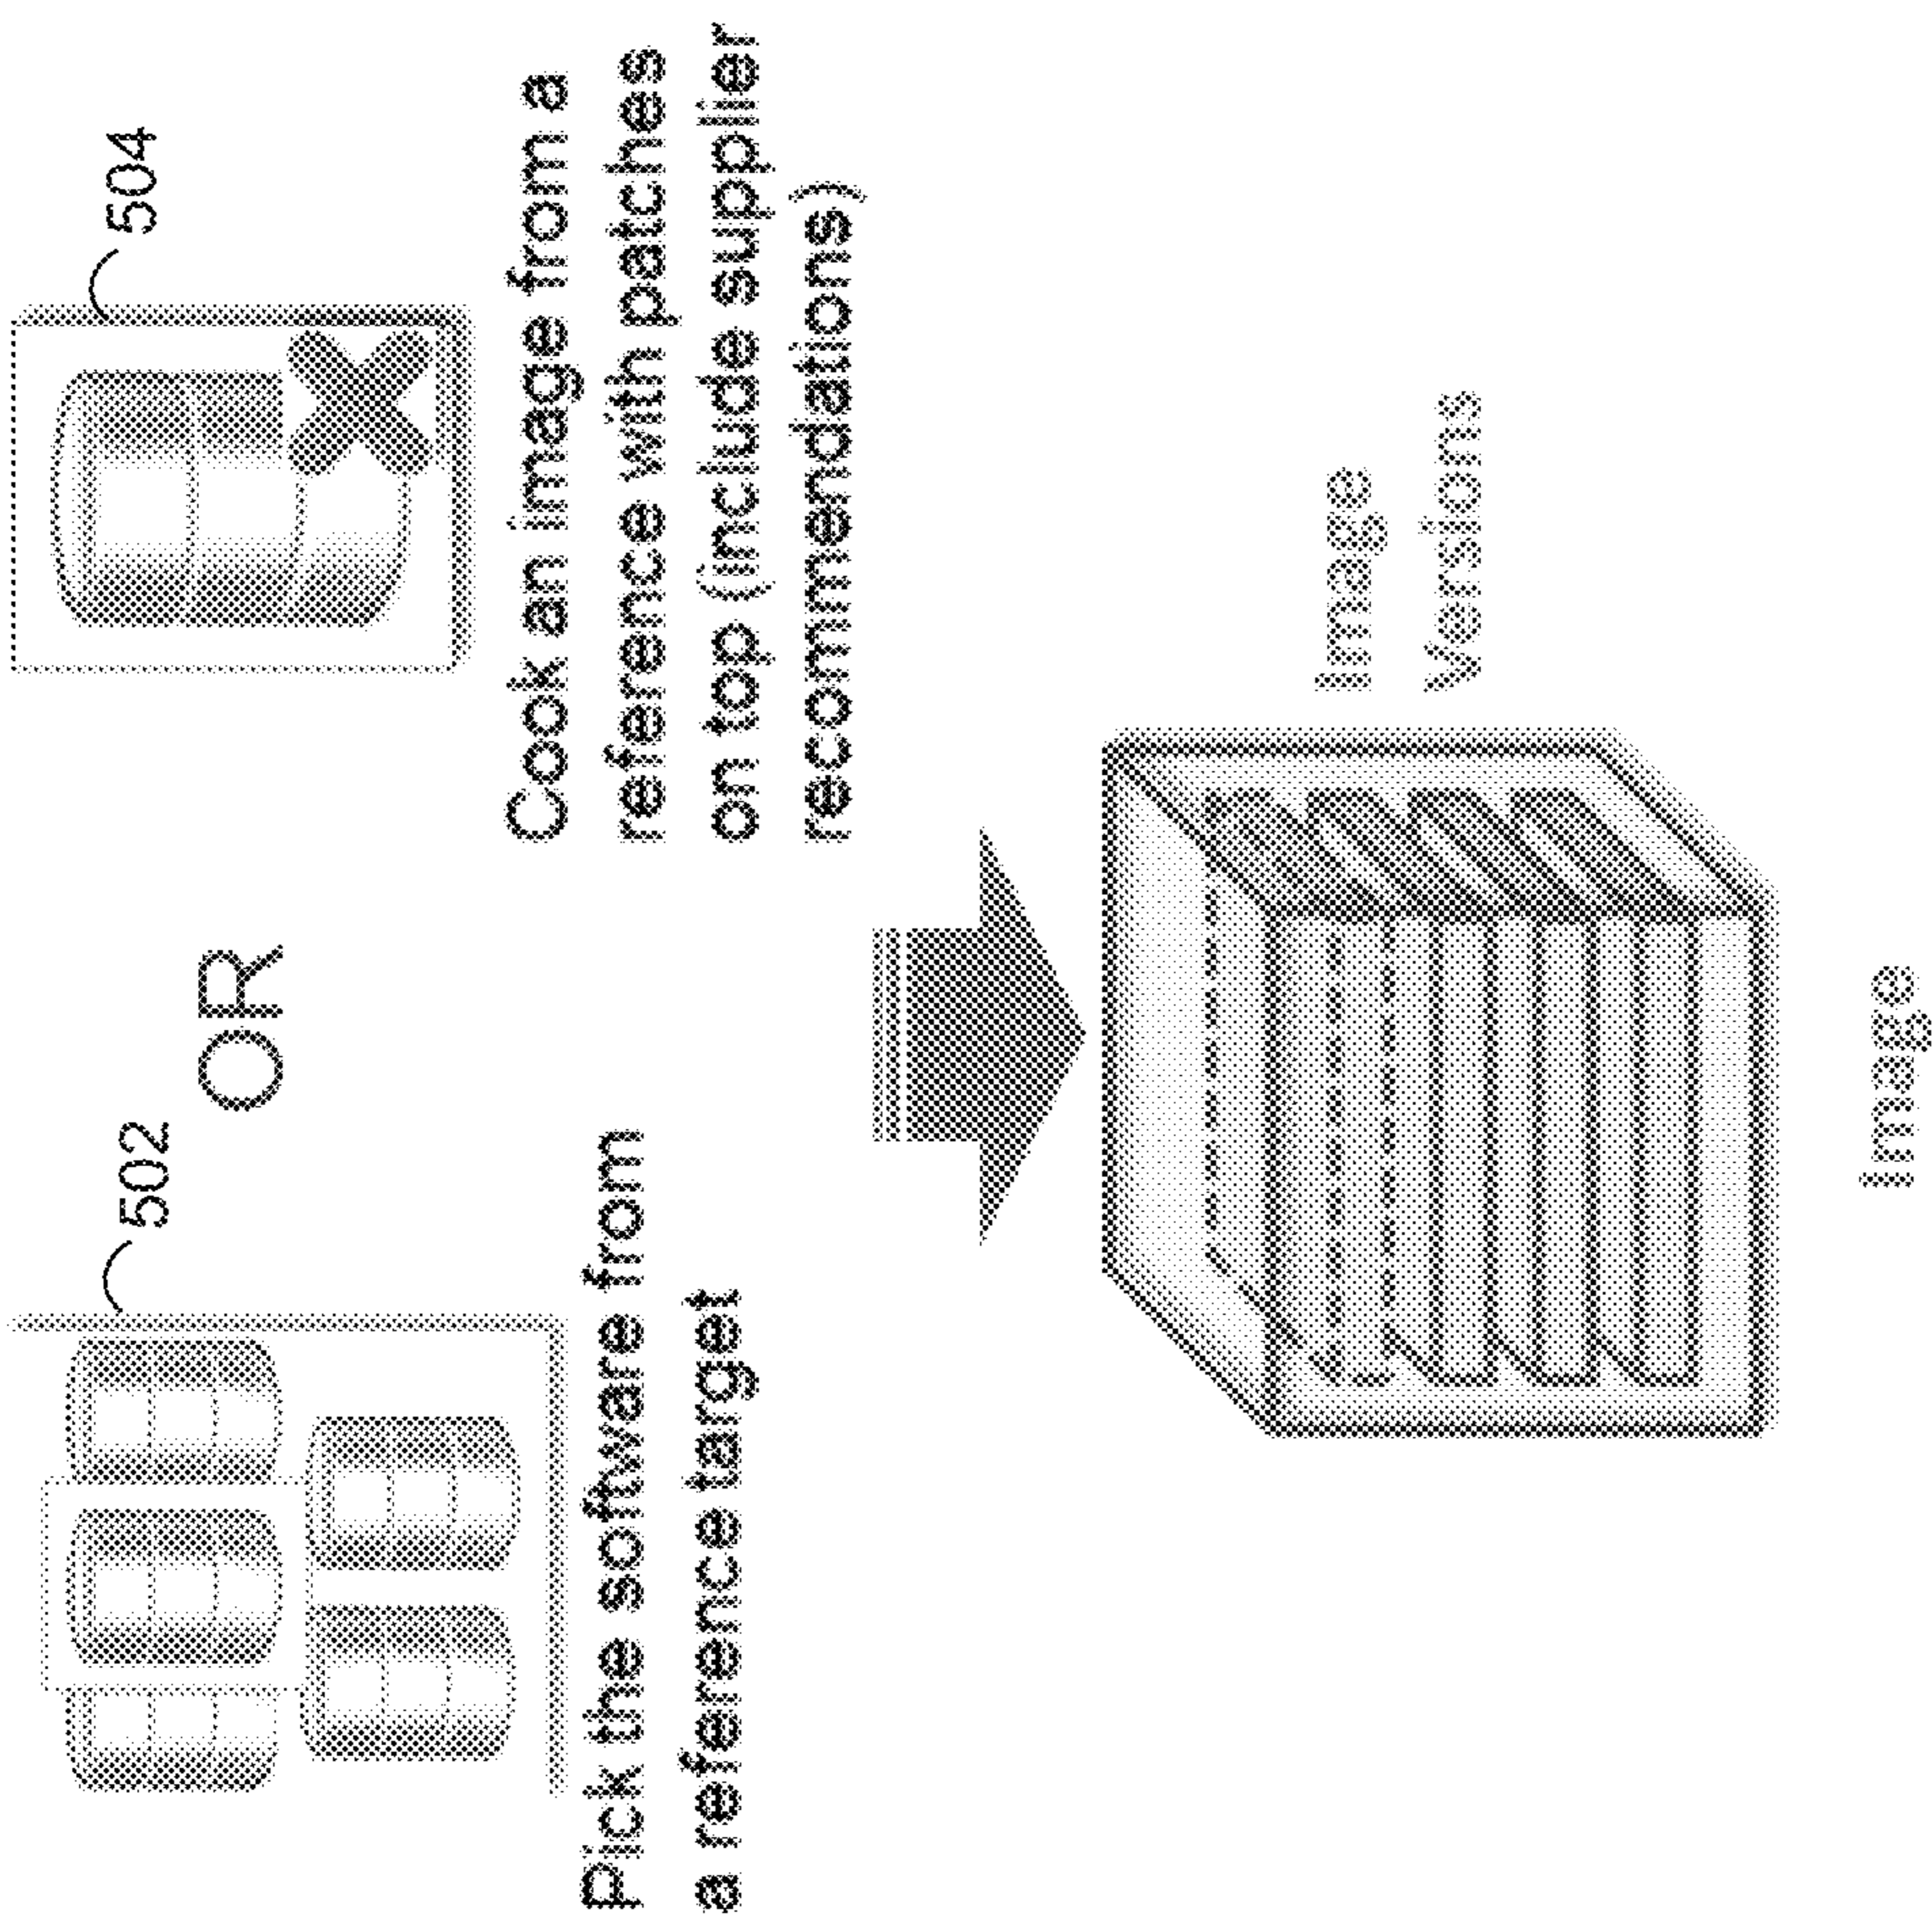 502
OR
504
Pick the software from
a reference target
Cook an image from a
reference with patches
on top (include supplier
recommendations)
Image
Versions
Image